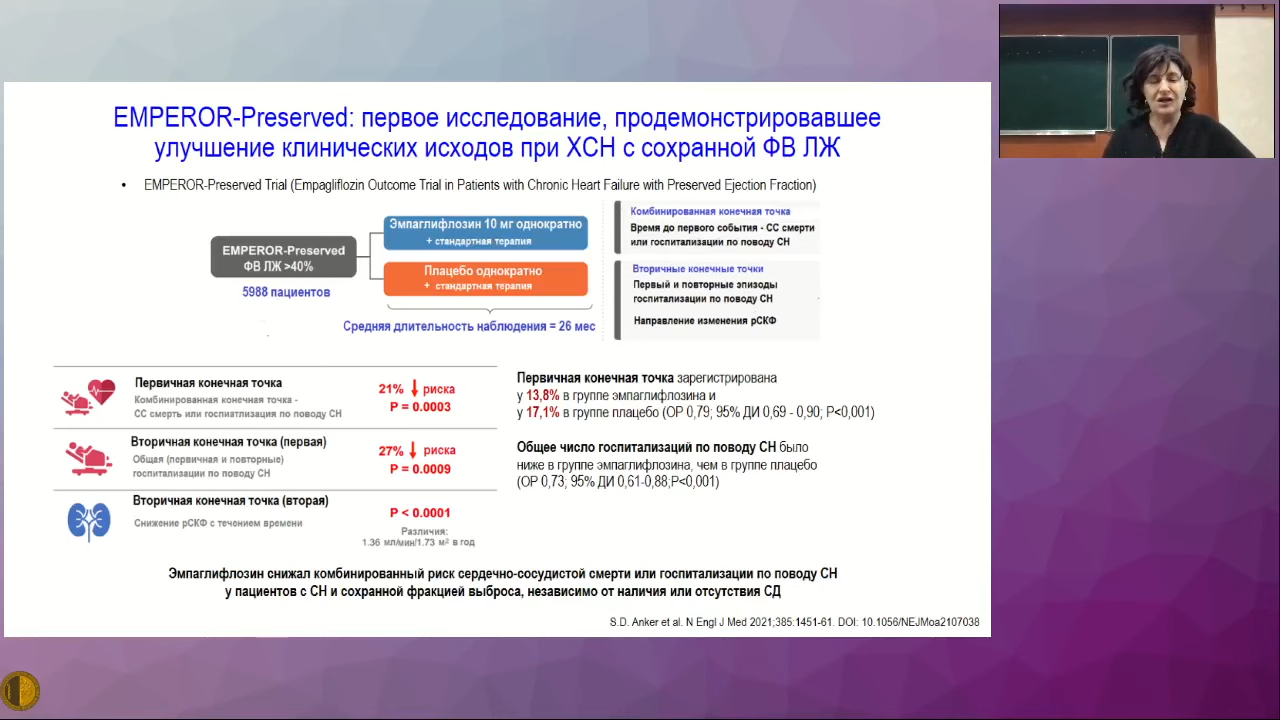 EMPEROR-Preserved: первое исследование, продемонстрировавшее
улучшение клинических исходов при ХСН с сохранной ФВ ЛЖ
• EMPEROR-Preserved Trial (Empagliflozin Outcome Trial in Patients with Chronic Heart Failure with Preserved Ejection Fraction)
EMPEROR-Preserved
ФВ ЛЖ >40%
5988 пациентов
Эмпаглифлозин 10 мг однократно
+ стандартная терапия
Плацебо однократно
+ стандартная терапия
Средняя длительность наблюдения = 26 мес
Комбинированная конечная точка
Время до первого события - СС смерти
или госпитализации по поводу СН
Вторичные конечные точки
Первый и повторные эпизоды
госпитализации по поводу СН
Направление изменения рСКФ
Первичная конечная точка
Комбинированная конечная точка -
СС смерть или госпиатлизация по поводу СН
21% ↓ риска
P = 0.0003
Вторичная конечная точка (первая)
Общая (первичная и повторные)
госпитализации по поводу СН
27% ↓ риска
P = 0.0009
Вторичная конечная точка (вторая)
Снижение рСКФ с течением времени
P < 0.0001
Различия:
1.36 мл/мин/1.73 м² в год
Первичная конечная точка зарегистрирована
у 13,8% в группе эмпаглифлозина и
у 17,1% в группе плацебо (ОР 0,79; 95% ДИ 0,69 - 0,90; P<0,001)
Общее число госпитализаций по поводу СН было
ниже в группе эмпаглифлозина, чем в группе плацебо
(ОР 0,73; 95% ДИ 0,61-0,88;P<0,001)
Эмпаглифлозин снижал комбинированный риск сердечно-сосудистой смерти или госпитализации по поводу СН
у пациентов с СН и сохранной фракцией выброса, независимо от наличия или отсутствия СД
S.D. Anker et al. N Engl J Med 2021;385:1451-61. DOI: 10.1056/NEJMoa2107038